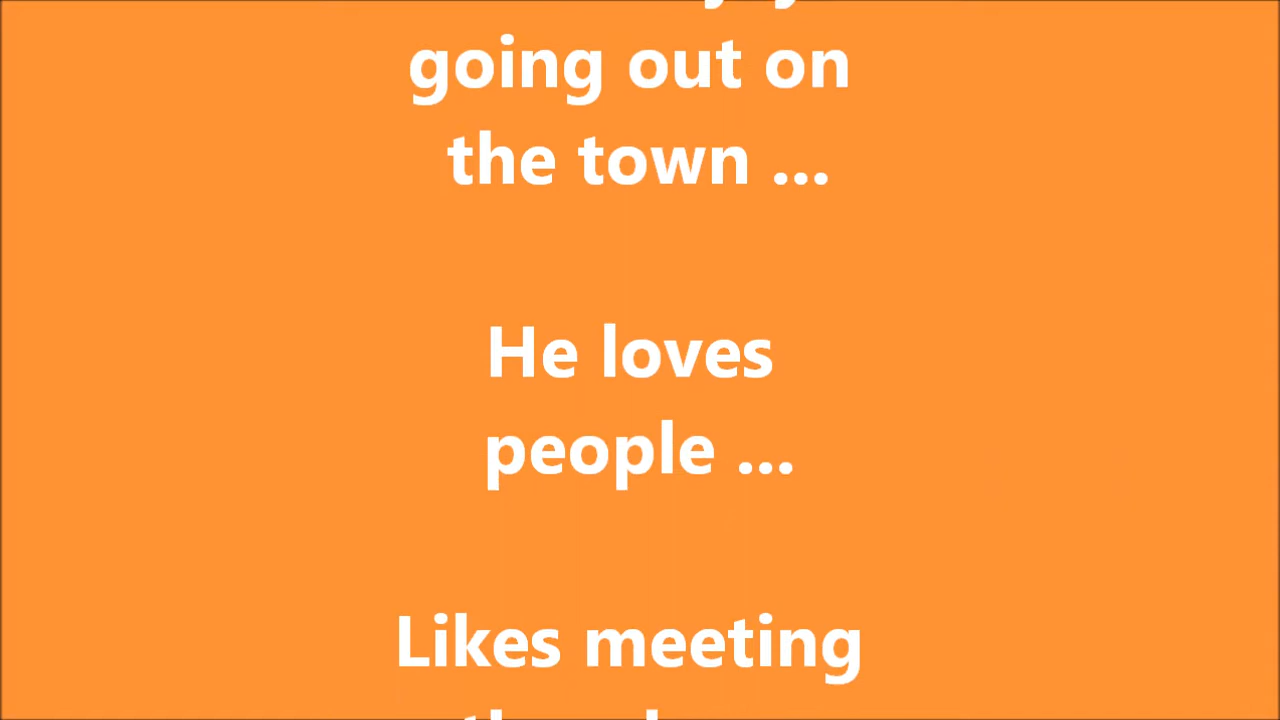 going out on
the town ...
He loves
people ...
Likes meeting